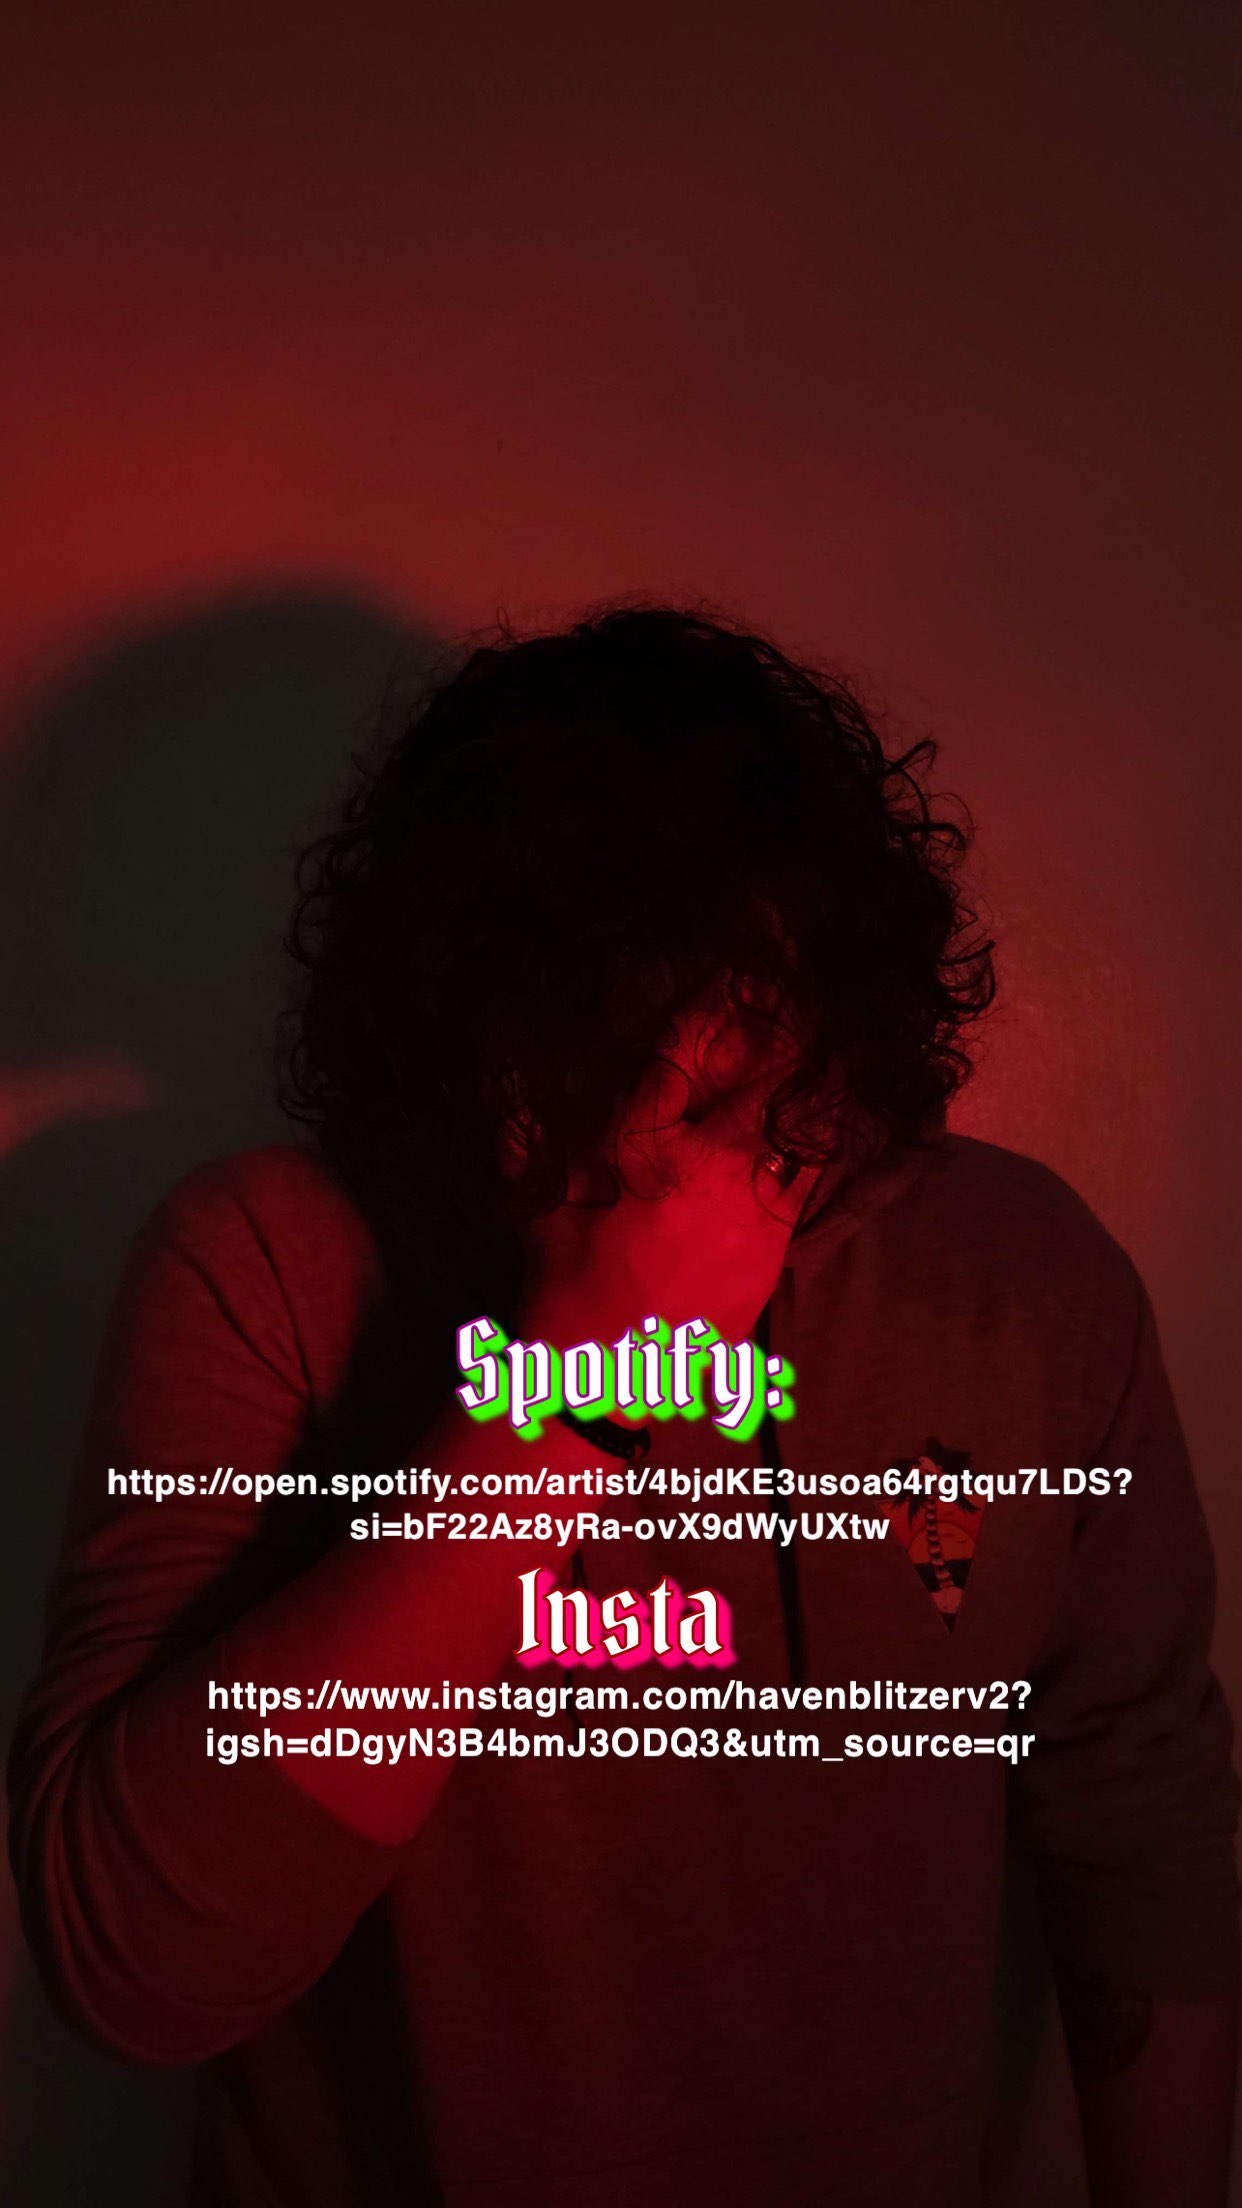 Spotify:
https://open.spotify.com/artist/4bjdKE3usoa64rgtqu7LDS?
si=bF22Az8yRa-ovX9dWyUXtw
Insta
https://www.instagram.com/havenblitzerv2?
igsh=dDgyN3B4bmJ3ODQ3&utm_source=qr